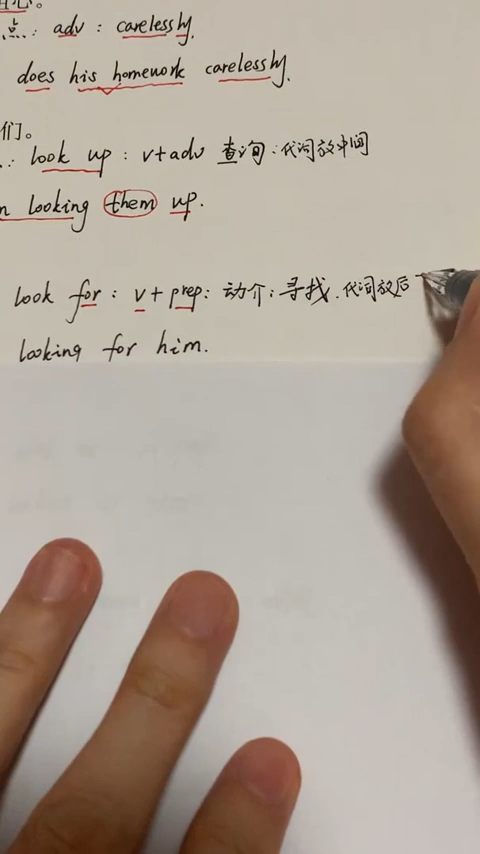 点: adv : carelessly.
does his homework carelessly.
们。
look up : v+adv 查询:代词放中间
looking them up.
look for : v + prep: 动介: 寻找.代词放后
looking for him.